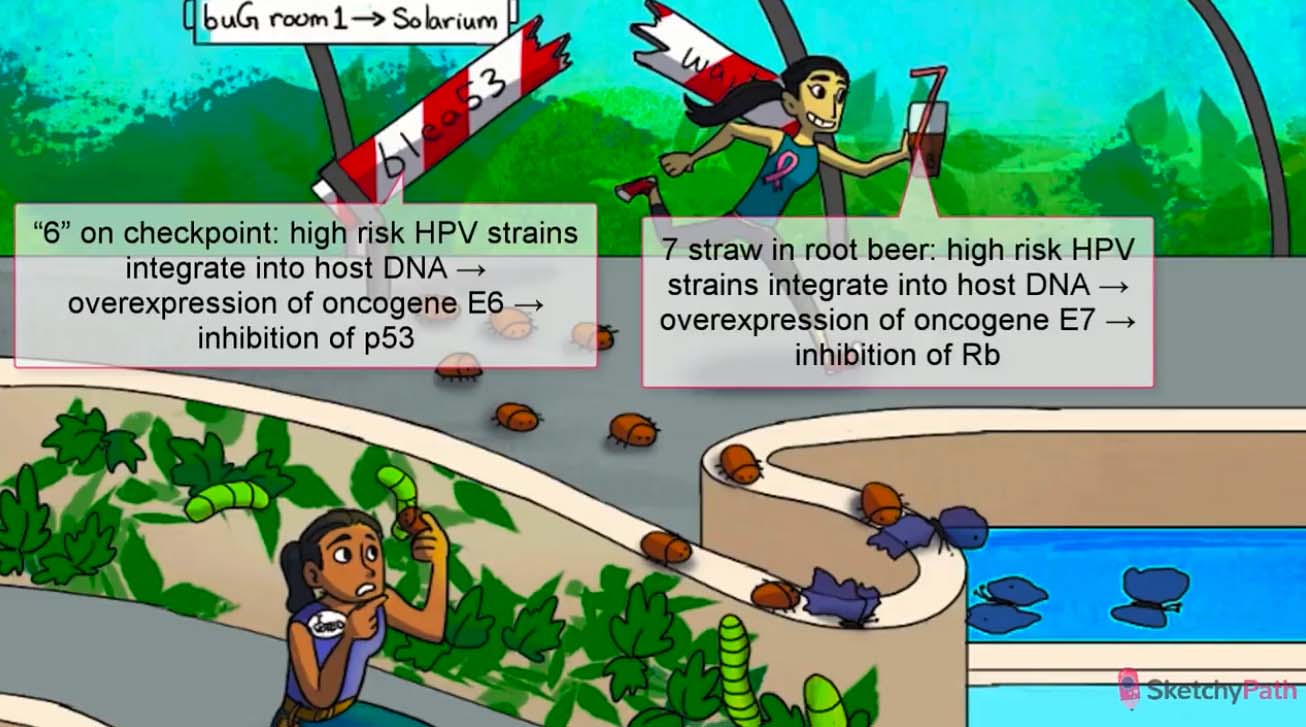 buG room 1→Solarium
6lea53
wa
7
"6" on checkpoint: high risk HPV strains
integrate into host DNA →
overexpression of oncogene E6 →
inhibition of p53
7 straw in root beer: high risk HPV
strains integrate into host DNA →
overexpression of oncogene E7 →
inhibition of Rb
SketchyPath